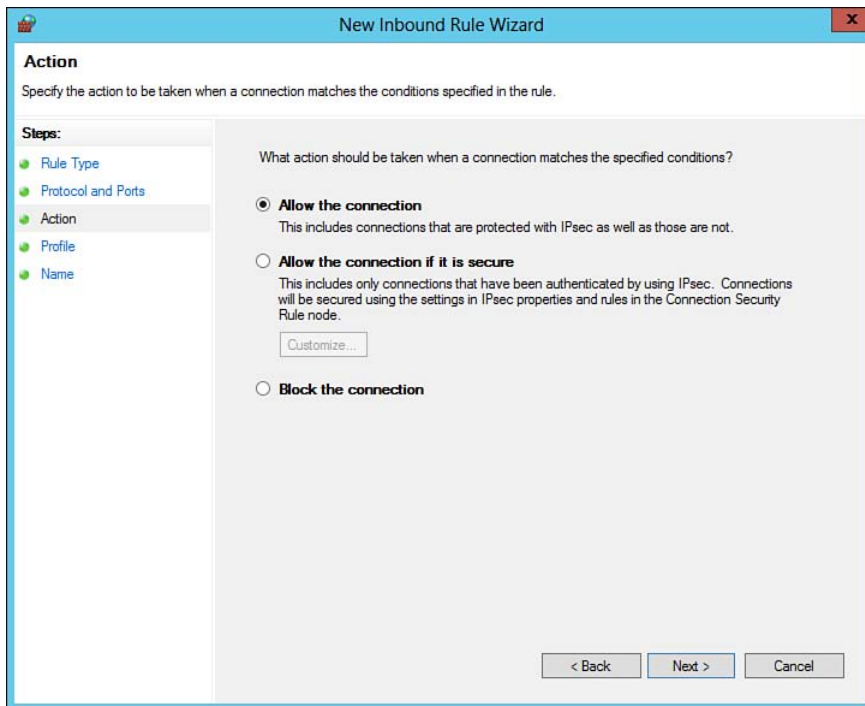 New Inbound Rule Wizard
x
Action
Specify the action to be taken when a connection matches the conditions specified in the rule.
Steps:
Rule Type
Protocol and Ports
Action
Profile
Name
What action should be taken when a connection matches the specified conditions?
Allow the connection
This includes connections that are protected with IPsec as well as those are not.
Allow the connection if it is secure
This includes only connections that have been authenticated by using IPsec. Connections
will be secured using the settings in IPsec properties and rules in the Connection Security
Rule node.
Customize...
Block the connection
< Back
Next >
Cancel